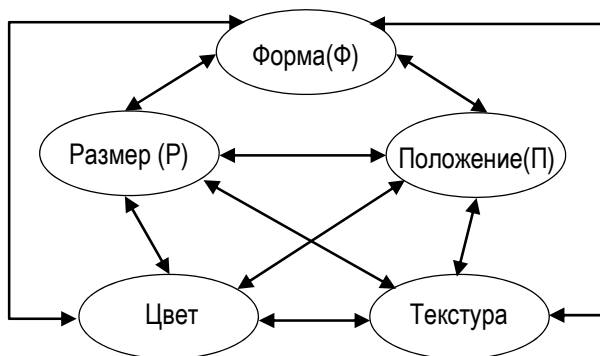 Форма(Ф)
Размер (Р)
Положение(П)
Цвет
Текстура